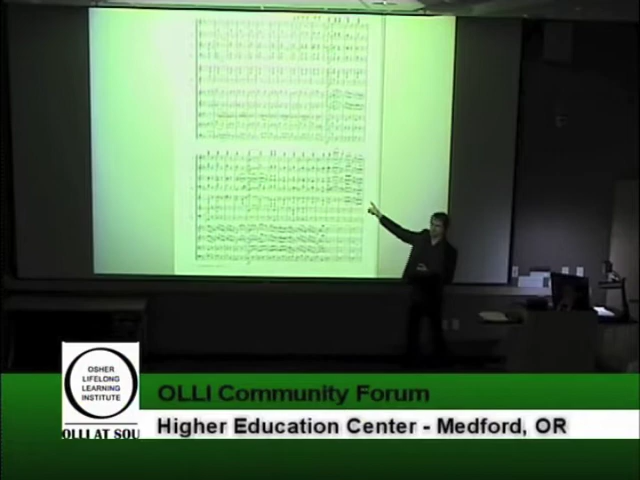 OSHER
LIFELONG
LEARNING
INSTITUTE
OLLI AT SOU
OLLI Community Forum
Higher Education Center - Medford, OR